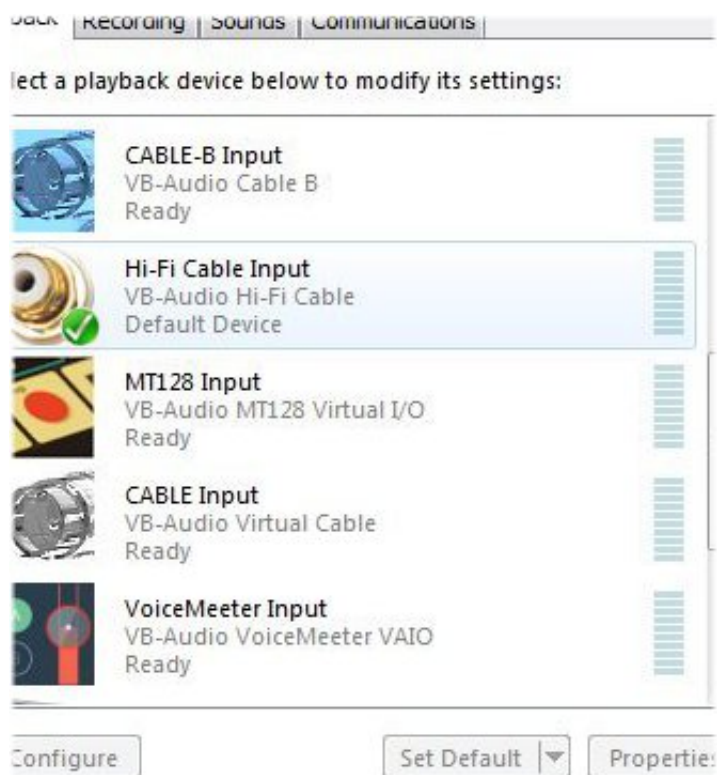 Recording Sounds Communications
lect a playback device below to modify its settings:
CABLE-B Input
VB-Audio Cable B
Ready
Hi-Fi Cable Input
VB-Audio Hi-Fi Cable
Default Device
MT128 Input
VB-Audio MT128 Virtual I/O
Ready
CABLE Input
VB-Audio Virtual Cable
Ready
VoiceMeeter Input
VB-Audio VoiceMeeter VAIO
Ready
Configure Set Default Propertie